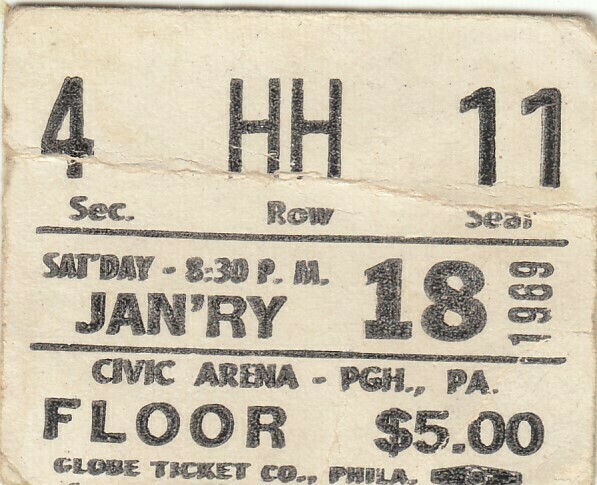 4 HH 11
Sec. Row Seat
SAT'DAY - 8:30 P. M.
JAN'RY 18 1969
CIVIC ARENA - PGH., PA.
FLOOR $5.00
GLOBE TICKET CO., PHILA.